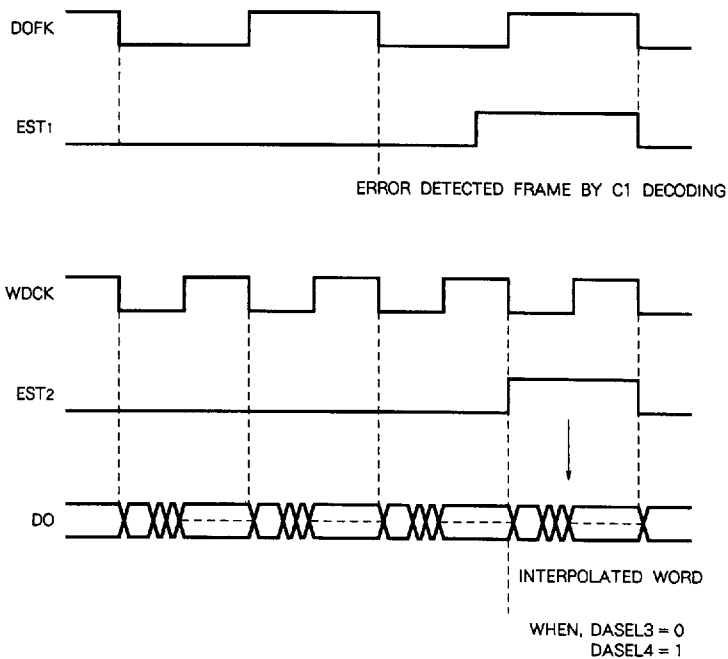 DOFK
EST1
ERROR DETECTED FRAME BY C1 DECODING
WDCK
EST2
DO
INTERPOLATED WORD
WHEN, DASEL3 = 0
DASEL4 = 1